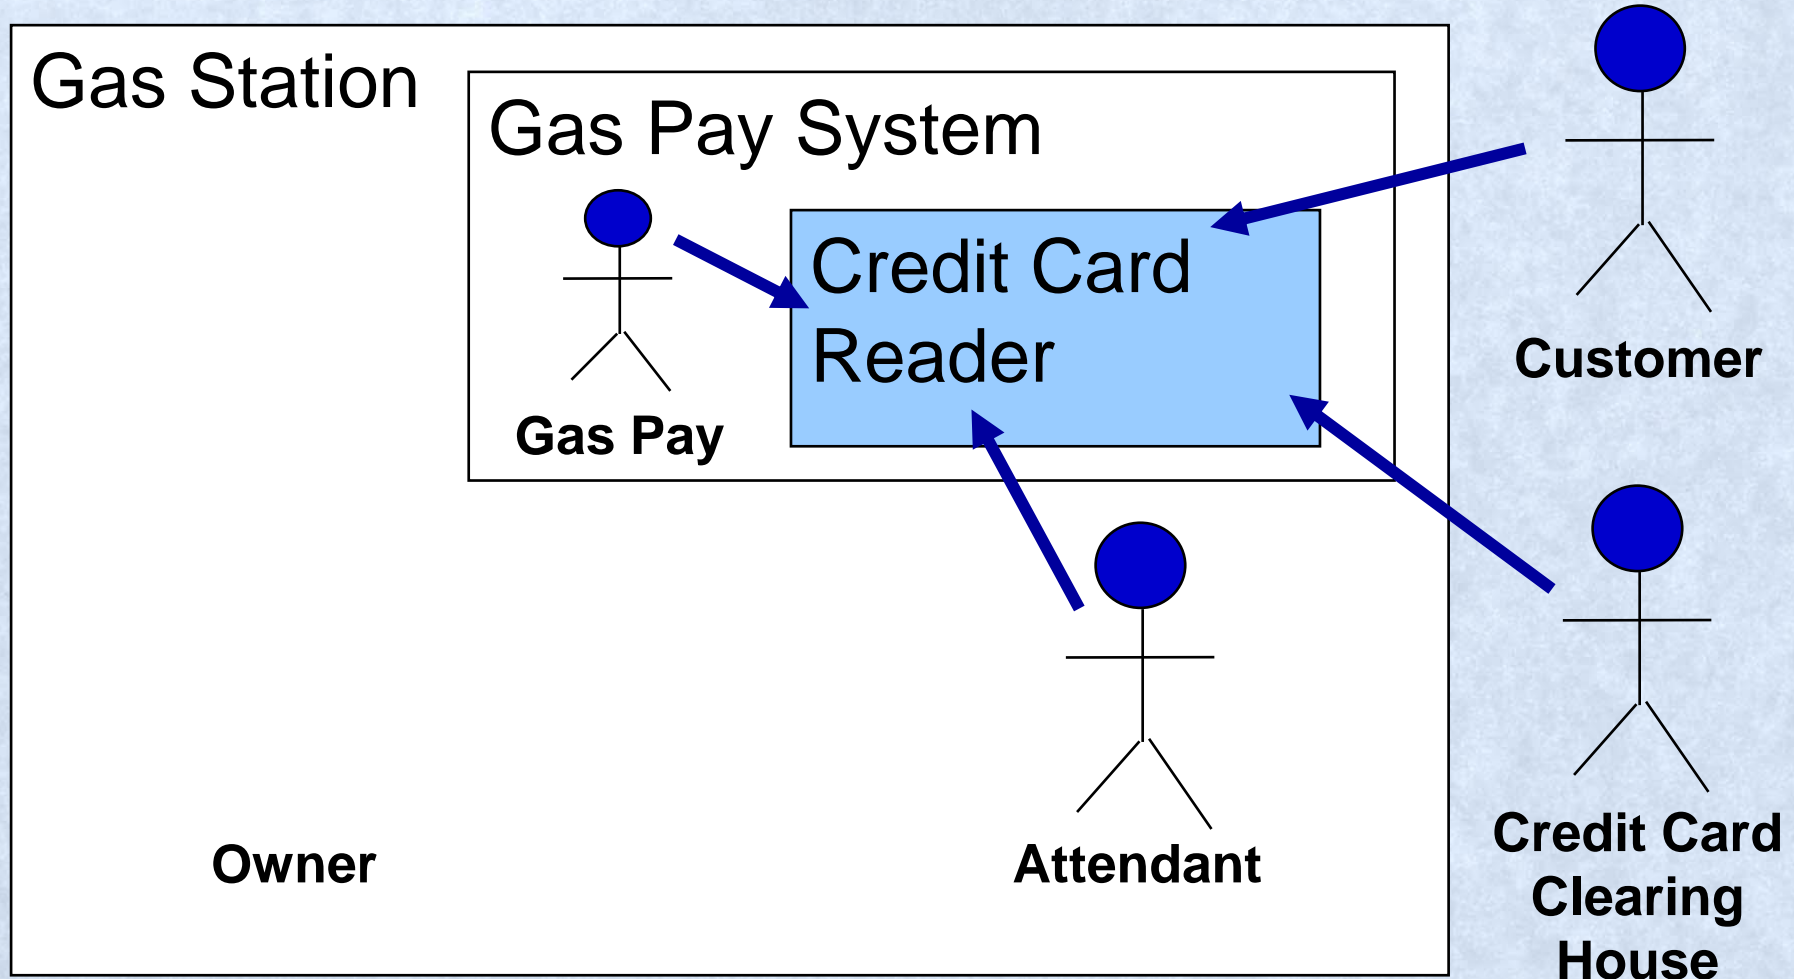 Gas Station
Gas Pay System
Credit Card
Reader
Customer
Gas Pay
Owner
Attendant
Credit Card
Clearing
House